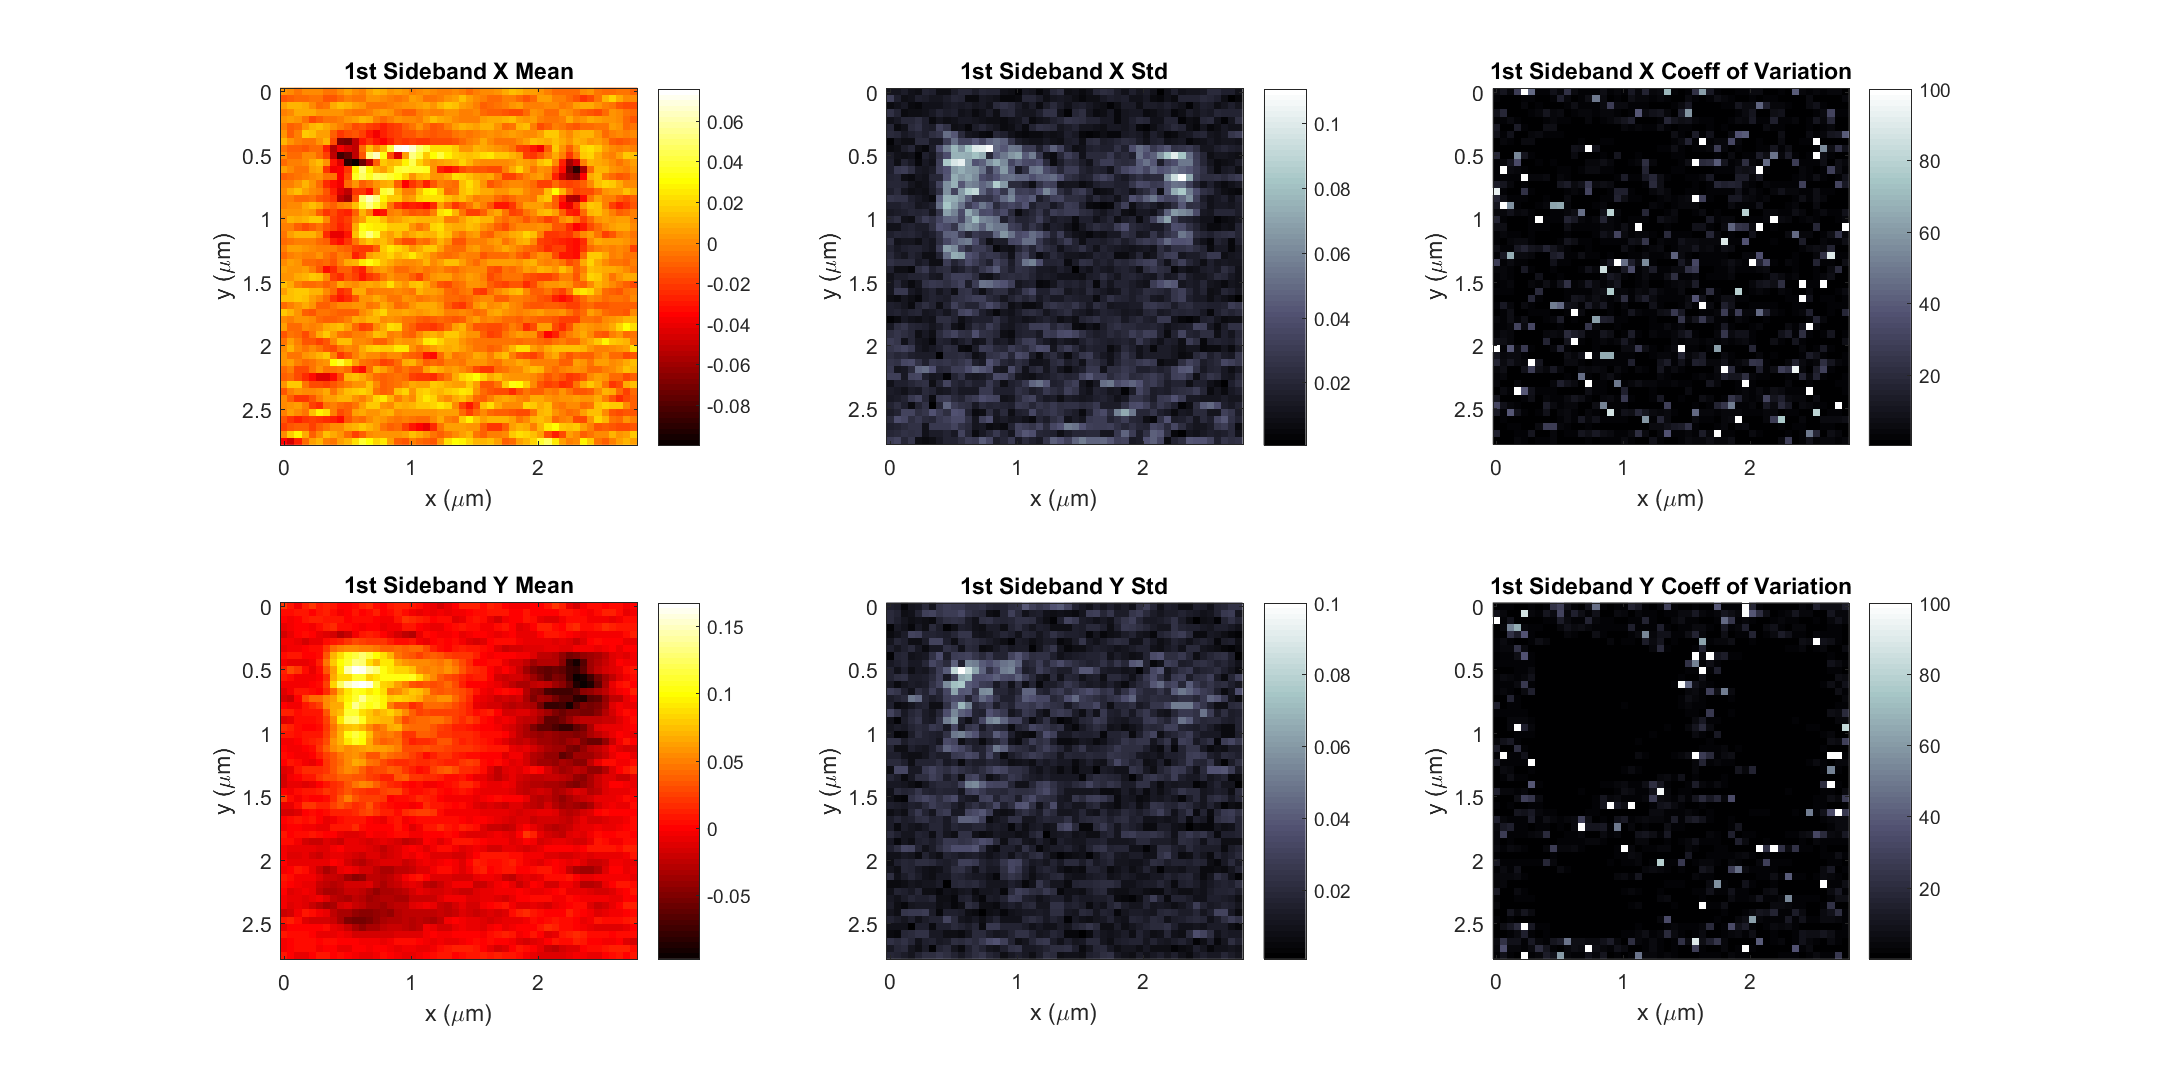 1st Sideband X Mean
0
0.5
1
1.5
2
2.5
y (μm)
0 1 2
x (μm)
0.06
0.04
0.02
0
-0.02
-0.04
-0.06
-0.08
1st Sideband X Std
0
0.5
1
1.5
2
2.5
y (μm)
0 1 2
x (μm)
0.1
0.08
0.06
0.04
0.02
1st Sideband X Coeff of Variation
0
0.5
1
1.5
2
2.5
y (μm)
0 1 2
x (μm)
100
80
60
40
20
1st Sideband Y Mean
0
0.5
1
1.5
2
2.5
y (μm)
0 1 2
x (μm)
0.15
0.1
0.05
0
-0.05
1st Sideband Y Std
0
0.5
1
1.5
2
2.5
y (μm)
0 1 2
x (μm)
0.1
0.08
0.06
0.04
0.02
1st Sideband Y Coeff of Variation
0
0.5
1
1.5
2
2.5
y (μm)
0 1 2
x (μm)
100
80
60
40
20